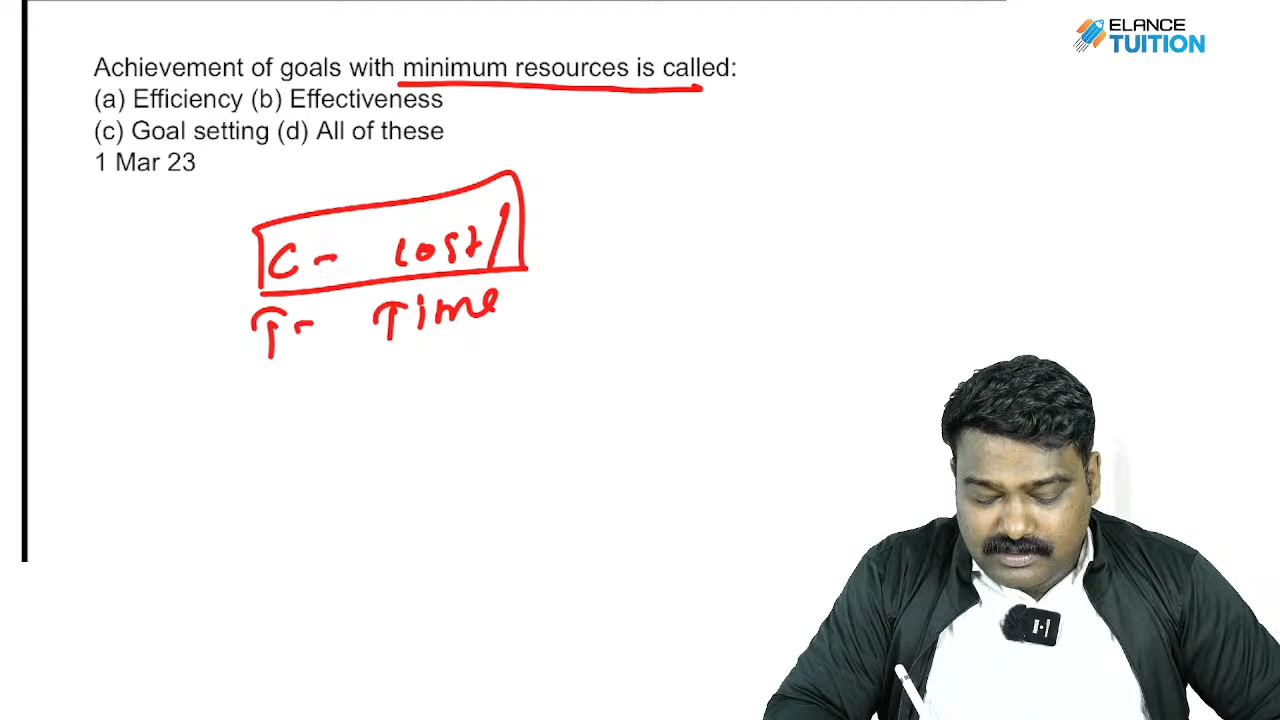 ELANCE
TUITION
Achievement of goals with minimum resources is called:
(a) Efficiency (b) Effectiveness
(c) Goal setting (d) All of these
1 Mar 23
C - Cost/
T - Time